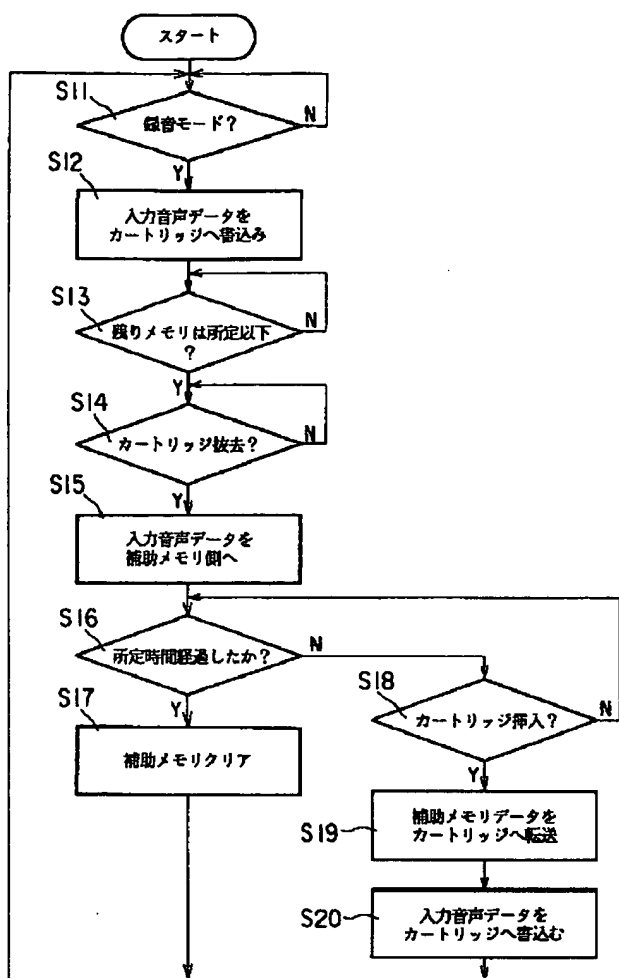 スタート
S11
録音モード?
N
Y
S12
入力音声データを
カートリッジへ書込み
S13
残りメモリは所定以下
?
N
Y
S14
カートリッジ抜去?
N
Y
S15
入力音声データを
補助メモリ側へ
S16
所定時間経過したか?
N
Y
S17
補助メモリクリア
S18
カートリッジ挿入?
N
Y
S19
補助メモリデータを
カートリッジへ転送
S20
入力音声データを
カートリッジへ書込む